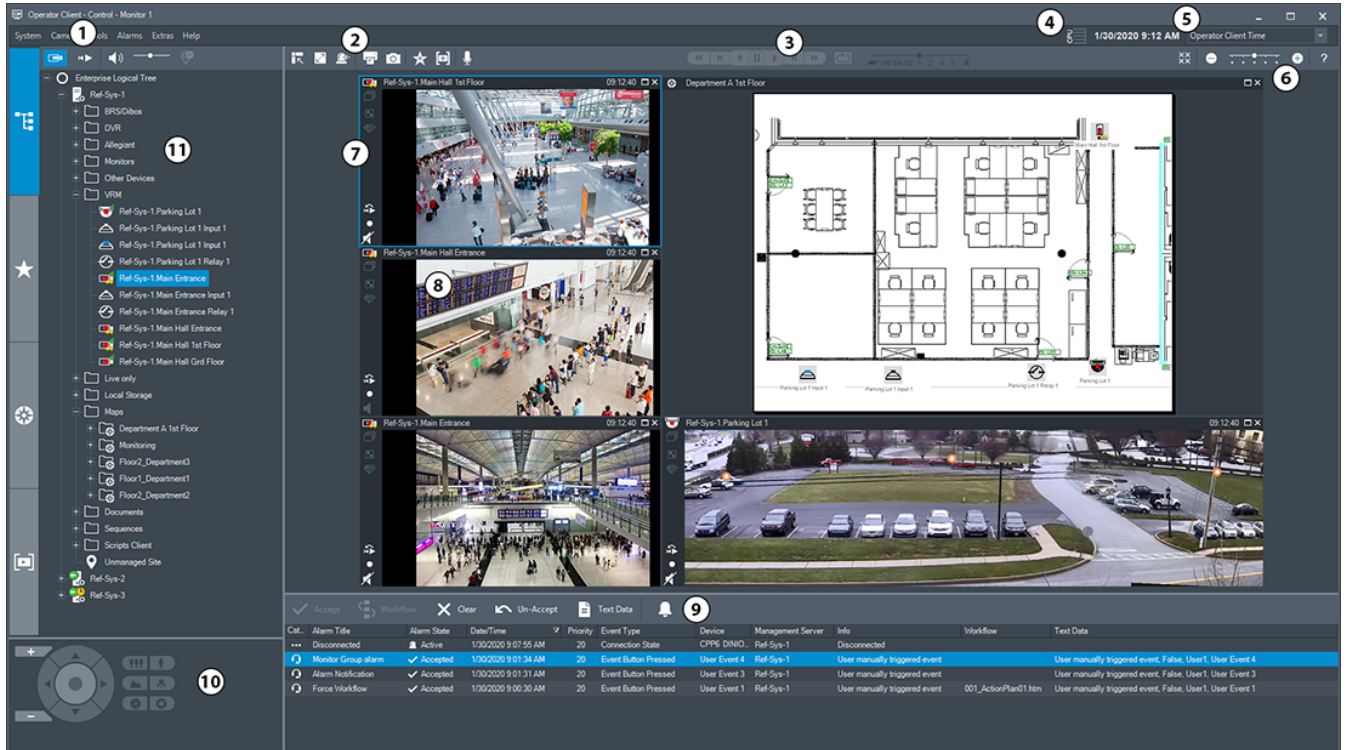 Operator Client - Control - Monitor 1
System Alarms Extras Help
1
2
3
4
5
1/30/2020 9:12 AM Operator Client Time
6
Enterprise Logical Tree
Ref-Sys-1
BRS/Dibos
DVR
Allegiant
11
Monitors
Other Devices
VRM
Ref-Sys-1.Parking Lot 1
Ref-Sys-1.Parking Lot 1 Input 1
Ref-Sys-1.Parking Lot 1 Input 1
Ref-Sys-1.Parking Lot 1 Relay 1
Ref-Sys-1.Main Entrance
Ref-Sys-1.Main Entrance Input 1
Ref-Sys-1.Main Entrance Relay 1
Ref-Sys-1.Main Hall Entrance
Ref-Sys-1.Main Hall 1st Floor
Ref-Sys-1.Main Hall Grd Floor
Live only
Local Storage
Maps
Department A 1st Floor
Monitoring
Floor2_Department3
Floor1_Department1
Floor2_Department2
Documents
Sequences
Scripts Client
Unmanaged Site
Ref-Sys-2
Ref-Sys-3
10
Ref-Sys-1.Main Hall 1st Floor 09:12:40
7
Ref-Sys-1.Main Hall Entrance 09:12:40
8
Ref-Sys-1.Main Entrance 09:12:40
Department A 1st Floor
Main Hall 1st Floor
Parking Lot 1 Input 1
Parking Lot 1 Input 1
Parking Lot 1 Relay 1
Parking Lot 1
Ref-Sys-1.Parking Lot 1 09:12:40
Accept Workflow Clear Un-Accept Text Data 9
Cat.. Alarm Title Alarm State Date/Time Priority Event Type Device Management Server Info Workflow Text Data
Disconnected Active 1/30/2020 9:07:55 AM 20 Connection State CPP6 DINIO... Ref-Sys-1 Disconnected
Monitor Group alarm Accepted 1/30/2020 9:01:34 AM 20 Event Button Pressed User Event 4 Ref-Sys-1 User manually triggered event User manually triggered event, False, User1, User Event 4
Alarm Notification Accepted 1/30/2020 9:01:31 AM 20 Event Button Pressed User Event 3 Ref-Sys-1 User manually triggered event User manually triggered event, False, User1, User Event 3
Force Workflow Accepted 1/30/2020 9:00:30 AM 20 Event Button Pressed User Event 1 Ref-Sys-1 User manually triggered event 001_ActionPlan01.htm User manually triggered event, False, User1, User Event 1